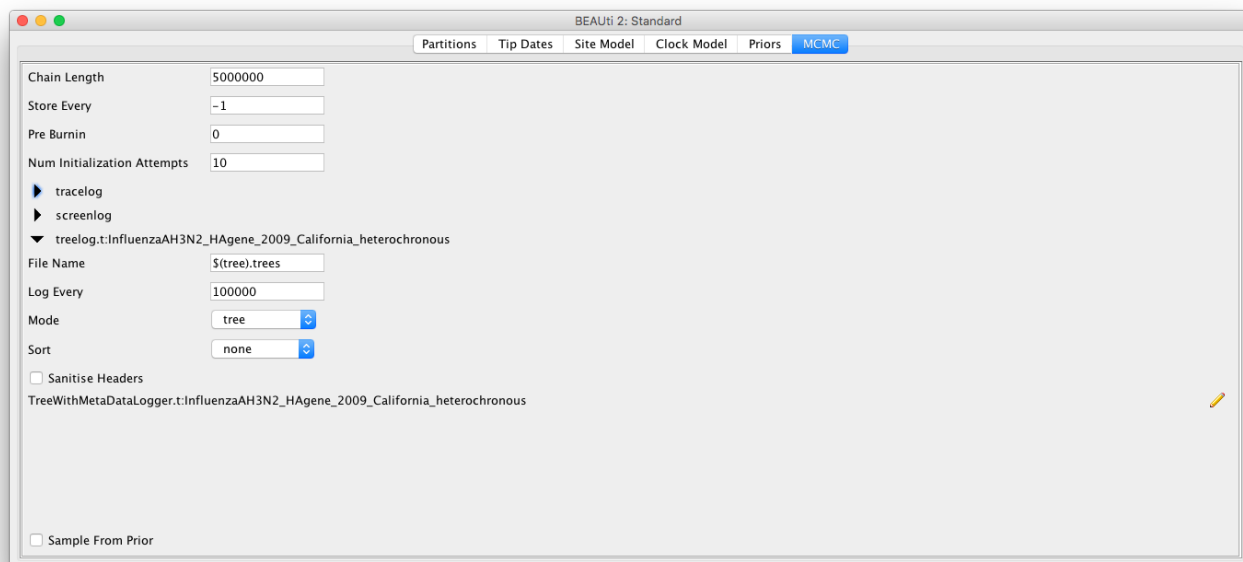 BEAUti 2: Standard
Partitions Tip Dates Site Model Clock Model Priors MCMC
Chain Length 5000000
Store Every -1
Pre Burnin 0
Num Initialization Attempts 10
tracelog
screenlog
treelog.t:InfluenzaAH3N2_HAgene_2009_California_heterochronous
File Name $(tree).trees
Log Every 100000
Mode tree
Sort none
Sanitise Headers
TreeWithMetaDataLogger.t:InfluenzaAH3N2_HAgene_2009_California_heterochronous
Sample From Prior